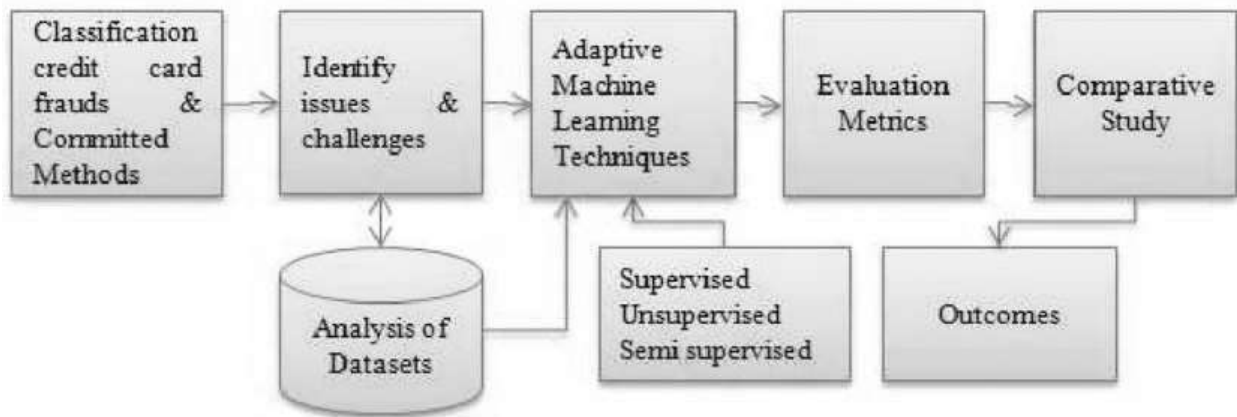 Classification
credit card
frauds &
Committed
Methods
Identify
issues &
challenges
Adaptive
Machine
Learning
Techniques
Evaluation
Metrics
Comparative
Study
Analysis of
Datasets
Supervised
Unsupervised
Semi supervised
Outcomes